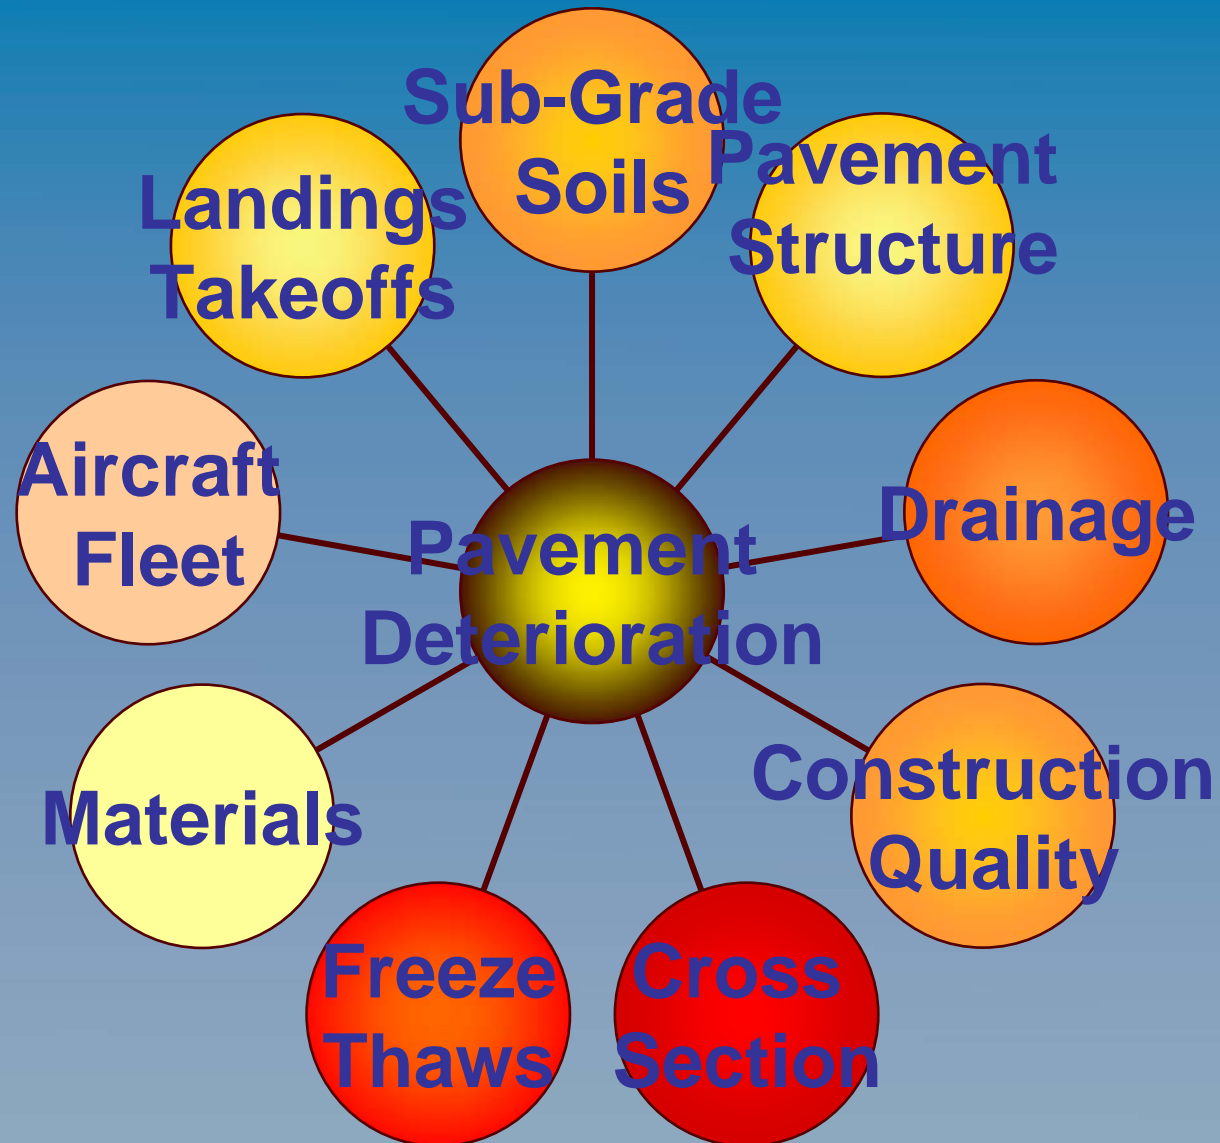 Sub-Grade
Soils
Pavement
Structure
Landings
Takeoffs
Drainage
Aircraft
Fleet
Pavement
Deterioration
Construction
Quality
Materials
Freeze
Thaws
Cross
Section